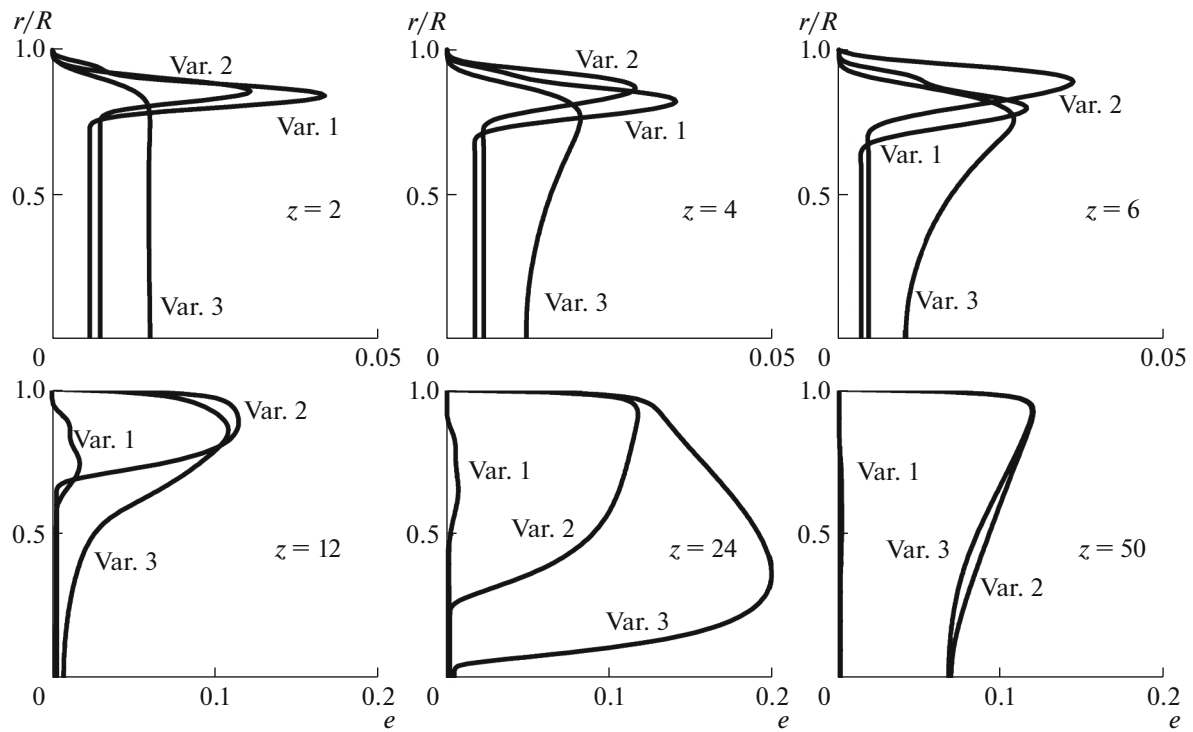 r/R r/R r/R
1.0 1.0 1.0
Var. 2 Var. 2 Var. 2
Var. 1 Var. 1 Var. 1
0.5 0.5 0.5
z = 2 z = 4 z = 6
Var. 3 Var. 3 Var. 3
0 0.05 0 0.05 0 0.05
1.0 1.0 1.0
Var. 2
Var. 1 Var. 1 Var. 1
0.5 Var. 2 0.5 0.5
z = 12 z = 24 z = 50
Var. 3 Var. 3
Var. 2
Var. 3
0 0.1 0.2 0 0.1 0.2 0 0.1 0.2
e e e